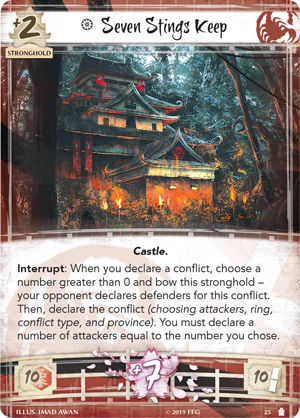 +2
Seven Stings Keep
STRONGHOLD
Castle.
Interrupt: When you declare a conflict, choose a
number greater than 0 and bow this stronghold –
your opponent declares defenders for this conflict.
Then, declare the conflict (choosing attackers, ring,
conflict type, and province). You must declare a
number of attackers equal to the number you chose.
10
+7
10
ILLUS. IMAD AWAN
© 2019 FFG
25